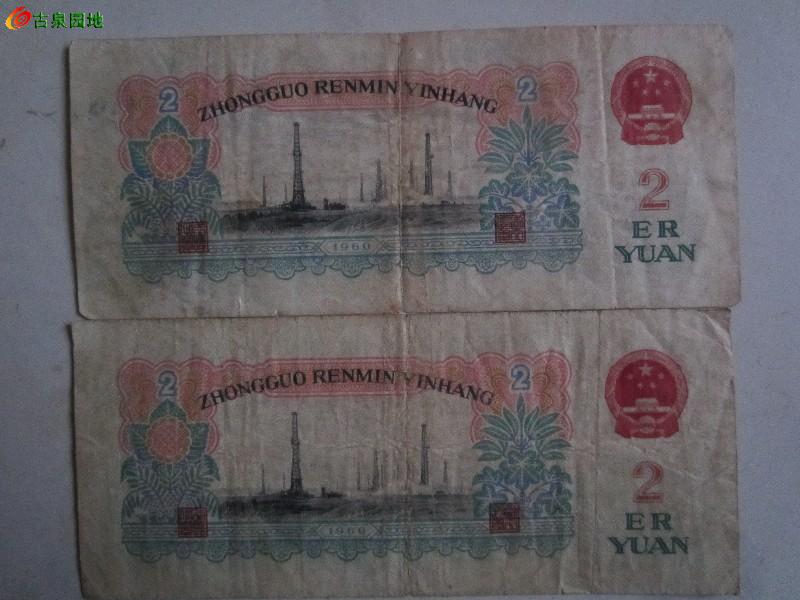 古泉园地
2 2
ZHONGGUO RENMIN YINHANG
2
ER
YUAN
1960
2 2
ZHONGGUO RENMIN YINHANG
2
ER
YUAN
1960